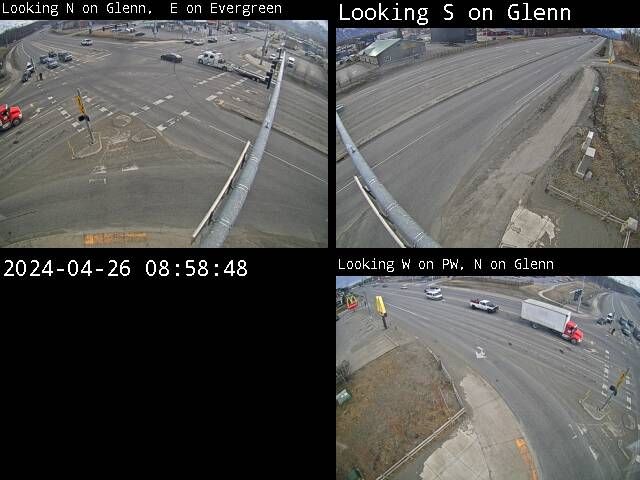 Looking N on Glenn, E on Evergreen
Looking S on Glenn
2024-04-26 08:58:48
Looking W on PW, N on Glenn